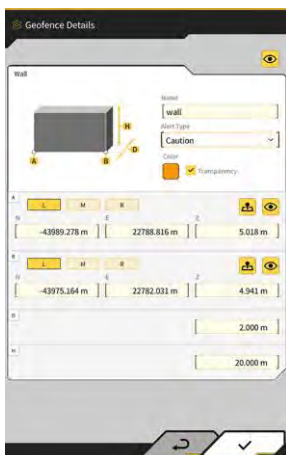 Geofence Details
Wall
Name
wall
Alert Type
Caution
Color
Transparency
H
D
A
B
A
L M R
N E Z
-43989.278 m 22788.816 m 5.018 m
B
L M R
N E Z
-43975.164 m 22782.031 m 4.941 m
D
2.000 m
H
20.000 m